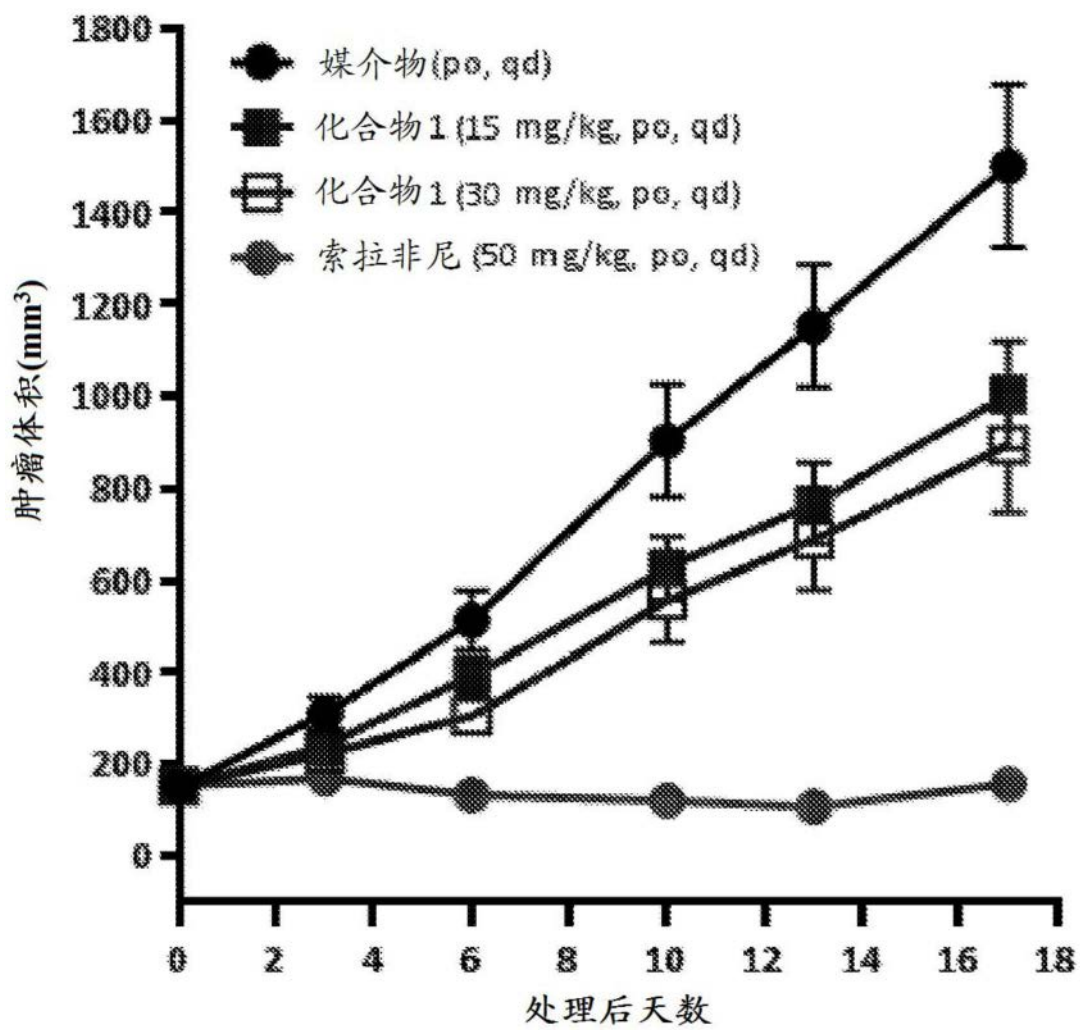 1800
1600
1400
1200
1000
800
600
400
200
0
媒介物(po, qd)
化合物1 (15 mg/kg, po, qd)
化合物1 (30 mg/kg, po, qd)
索拉非尼 (50 mg/kg, po, qd)
肿瘤体积(mm³)
0 2 4 6 8 10 12 14 16 18
处理后天数